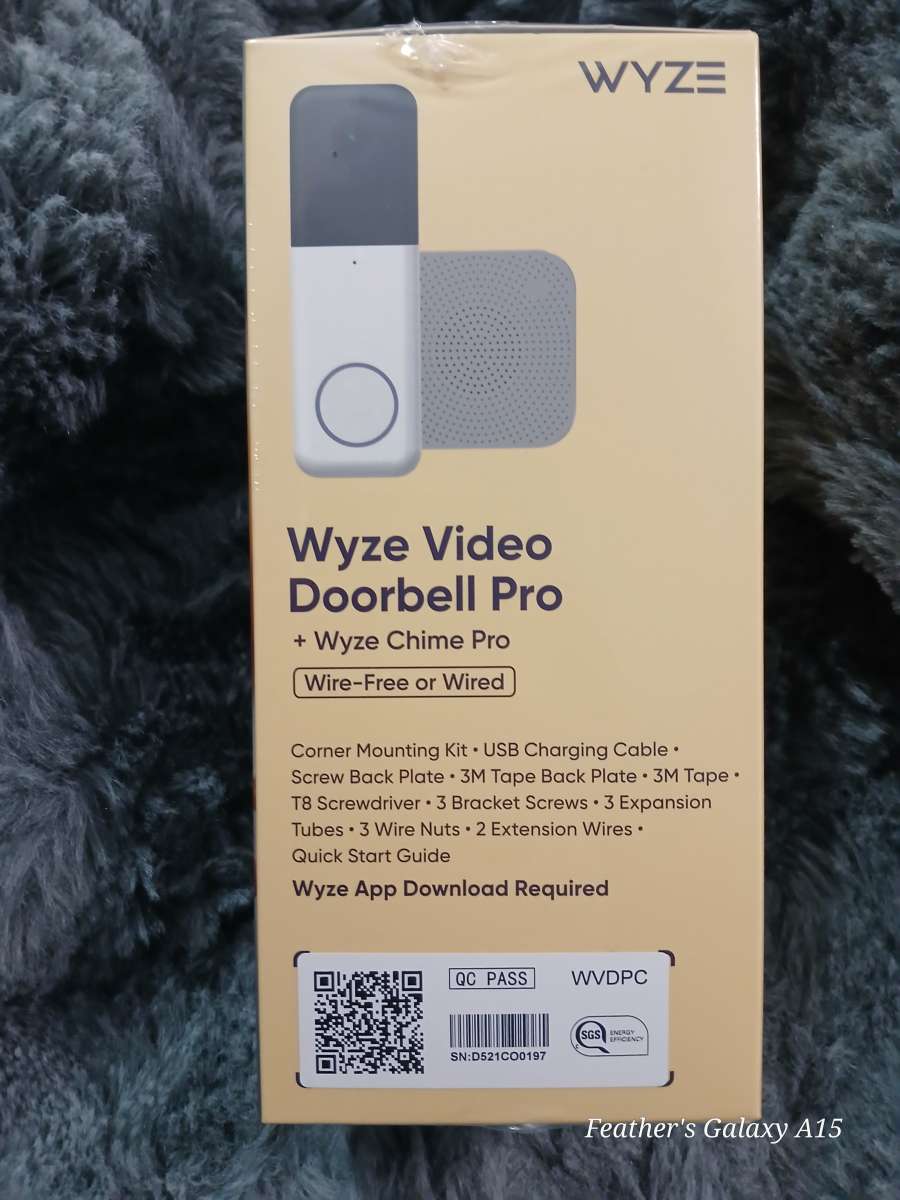 WYZE
Wyze Video
Doorbell Pro
+ Wyze Chime Pro
Wire-Free or Wired
Corner Mounting Kit • USB Charging Cable •
Screw Back Plate • 3M Tape Back Plate • 3M Tape •
T8 Screwdriver • 3 Bracket Screws • 3 Expansion
Tubes • 3 Wire Nuts • 2 Extension Wires •
Quick Start Guide
Wyze App Download Required
QC PASS
WVDPC
SN:D521CO0197
SGS
ENERGY
EFFICIENCY
Feather's Galaxy A15